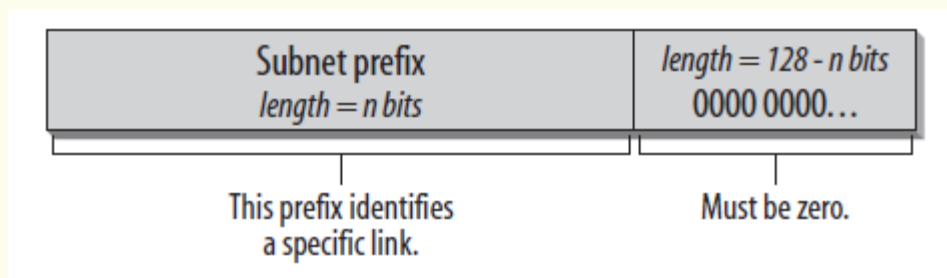 Subnet prefix
length = n bits
length = 128 - n bits
0000 0000...
This prefix identifies
a specific link.
Must be zero.